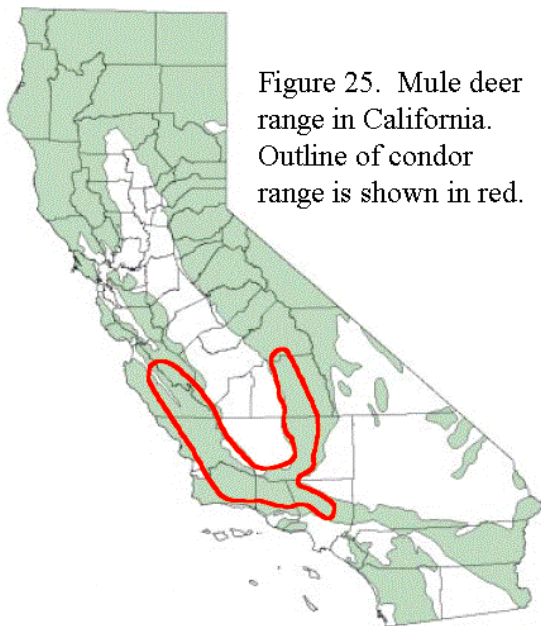 Figure 25.  Mule deer
range in California.
Outline of condor
range is shown in red.